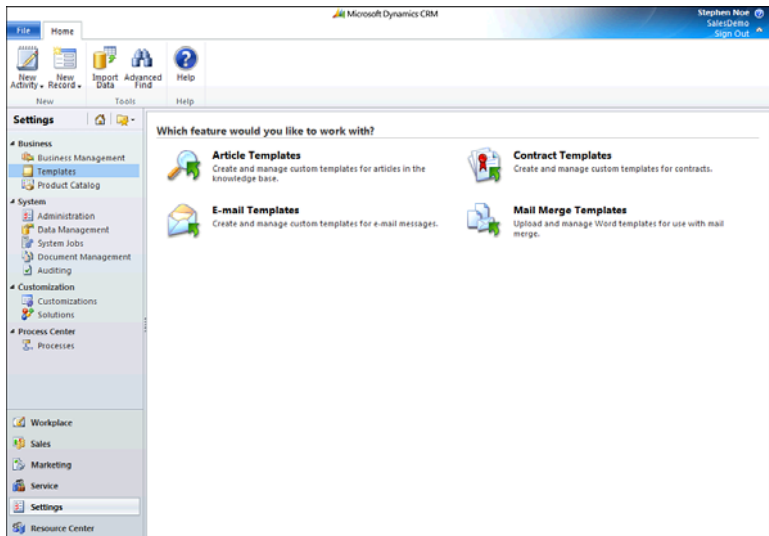 Microsoft Dynamics CRM
Stephen Noe
SalesDemo
Sign Out
File
Home
New Activity
New Record
Import Data
Advanced Find
Help
New
Tools
Help
Settings
Business
Business Management
Templates
Product Catalog
System
Administration
Data Management
System Jobs
Document Management
Auditing
Customization
Customizations
Solutions
Process Center
Processes
Workplace
Sales
Marketing
Service
Settings
Resource Center
Which feature would you like to work with?
Article Templates
Create and manage custom templates for articles in the
knowledge base.
Contract Templates
Create and manage custom templates for contracts.
E-mail Templates
Create and manage custom templates for e-mail messages.
Mail Merge Templates
Upload and manage Word templates for use with mail
merge.